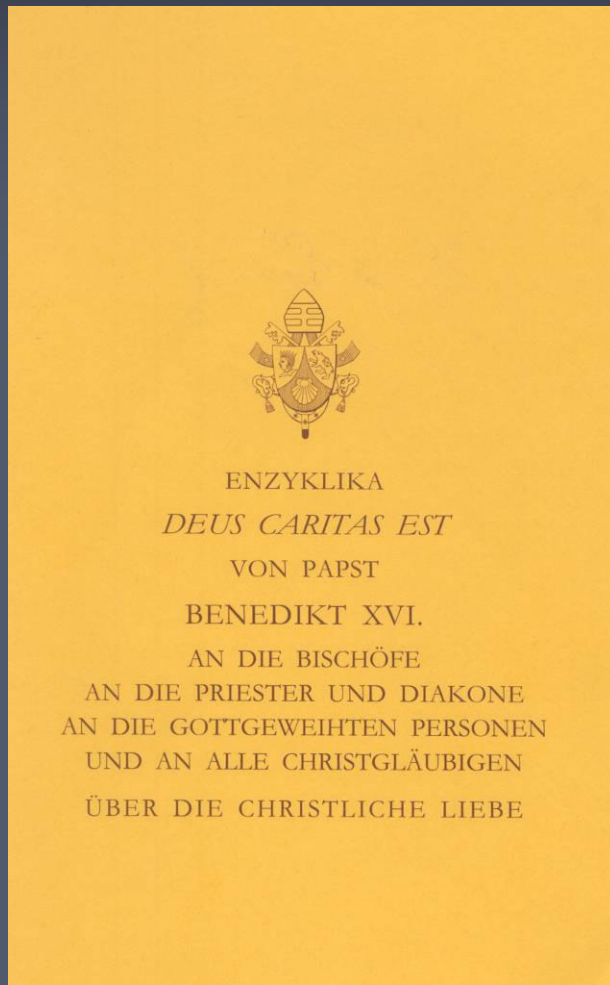 ENZYKLIKA
DEUS CARITAS EST
VON PAPST
BENEDIKT XVI.
AN DIE BISCHÖFE
AN DIE PRIESTER UND DIAKONE
AN DIE GOTTGEWEIHTEN PERSONEN
UND AN ALLE CHRISTGLÄUBIGEN
ÜBER DIE CHRISTLICHE LIEBE